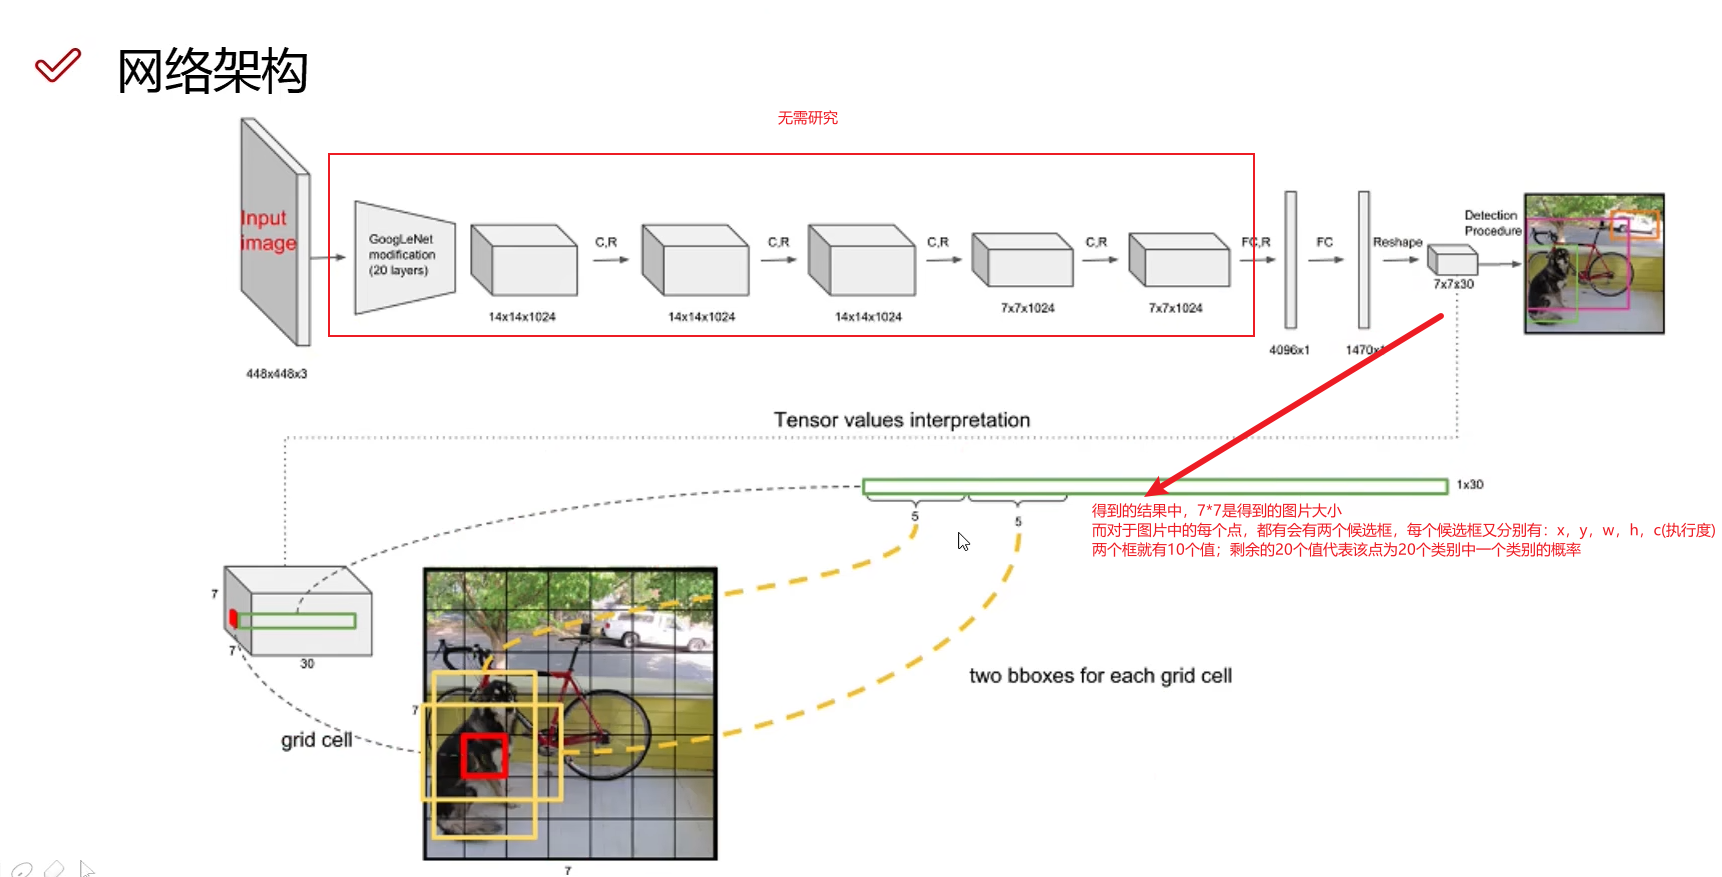 网络架构
无需研究
Input
image
GoogLeNet
modification
(20 layers)
C,R
C,R
C,R
C,R
FC,R
FC
Reshape
Detection
Procedure
448x448x3
14x14x1024
14x14x1024
14x14x1024
7x7x1024
7x7x1024
4096x1
7x7x30
Tensor values interpretation
1x30
5
5
得到的结果中，7*7是得到的图片大小
而对于图片中的每个点，都有会有两个候选框，每个候选框又分别有：x，y，w，h，c(执行度)
两个框就有10个值；剩余的20个值代表该点为20个类别中一个类别的概率
7
7
30
grid cell
7
7
two bboxes for each grid cell